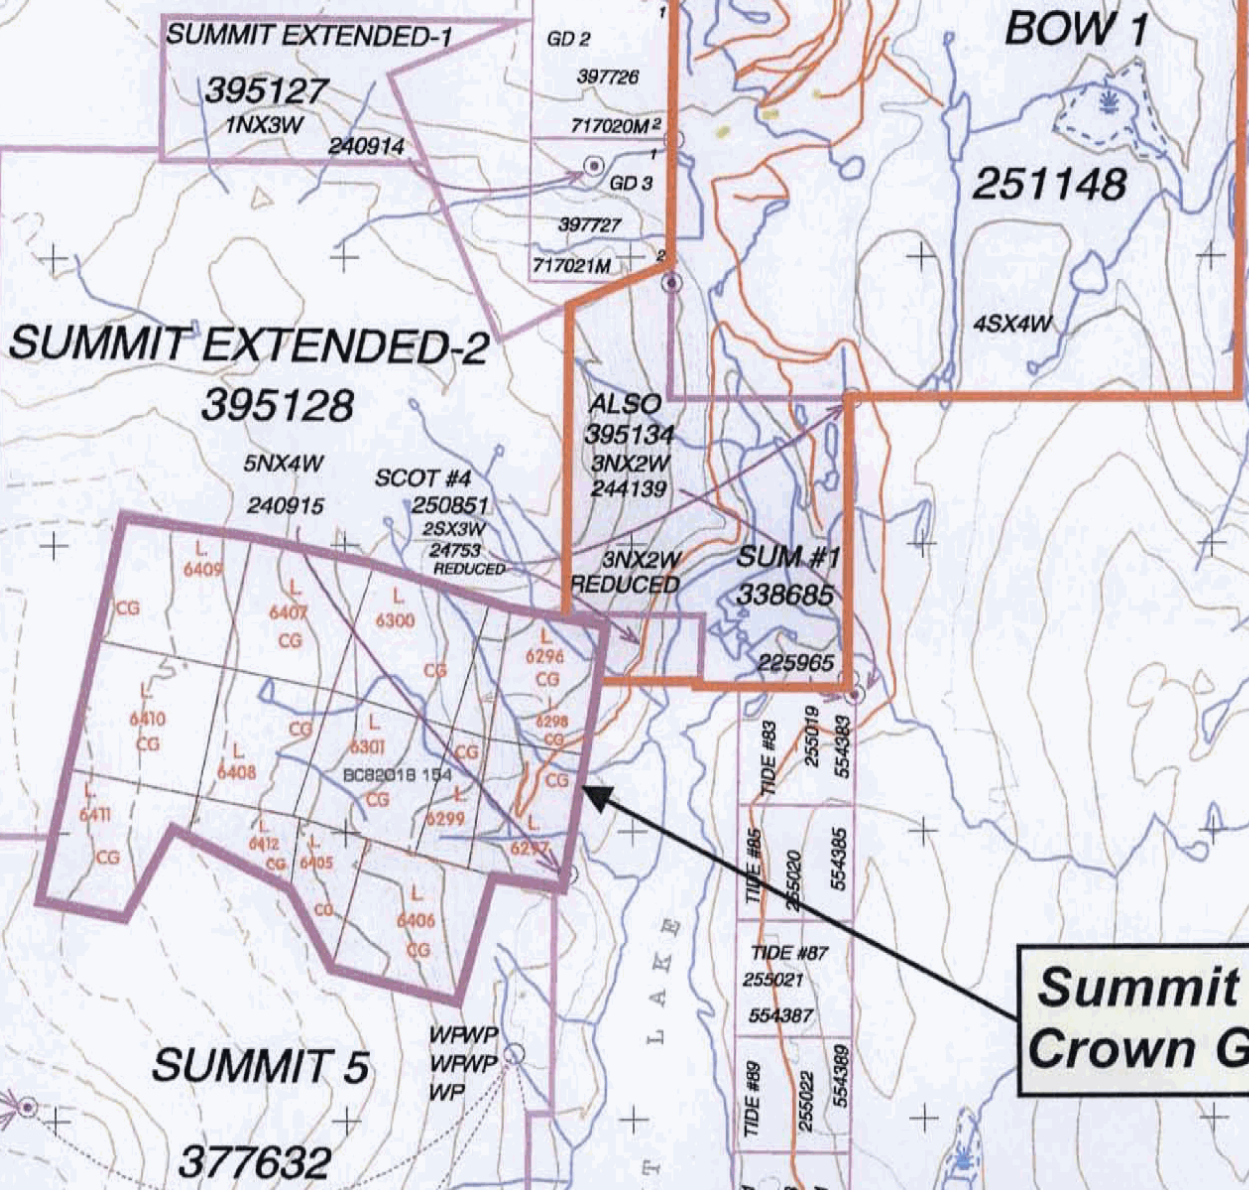 SUMMIT EXTENDED-1
395127
1NX3W
240914
GD 2
397726
717020M
2
1
1
GD 3
397727
717021M
2
BOW 1
251148
4SX4W
SUMMIT EXTENDED-2
395128
5NX4W
240915
SCOT #4
250851
2SX3W
24753
REDUCED
ALSO
395134
3NX2W
244139
3NX2W
REDUCED
SUM #1
338685
225965
L
6409
CG
L
6407
CG
L
6300
CG
L
6296
CG
L
6298
CG
L
6410
CG
L
6408
CG
L
6301
BC82018 154
CG
CG
L
6299
CG
L
6297
L
6411
CG
L
6412
CG
L
6405
CG
L
6406
CG
TIDE #83
255019
554383
TIDE #85
255020
554385
TIDE #87
255021
554387
TIDE #89
255022
554389
T LAKE
Summit
Crown G
WPWP
WPWP
WP
SUMMIT 5
377632